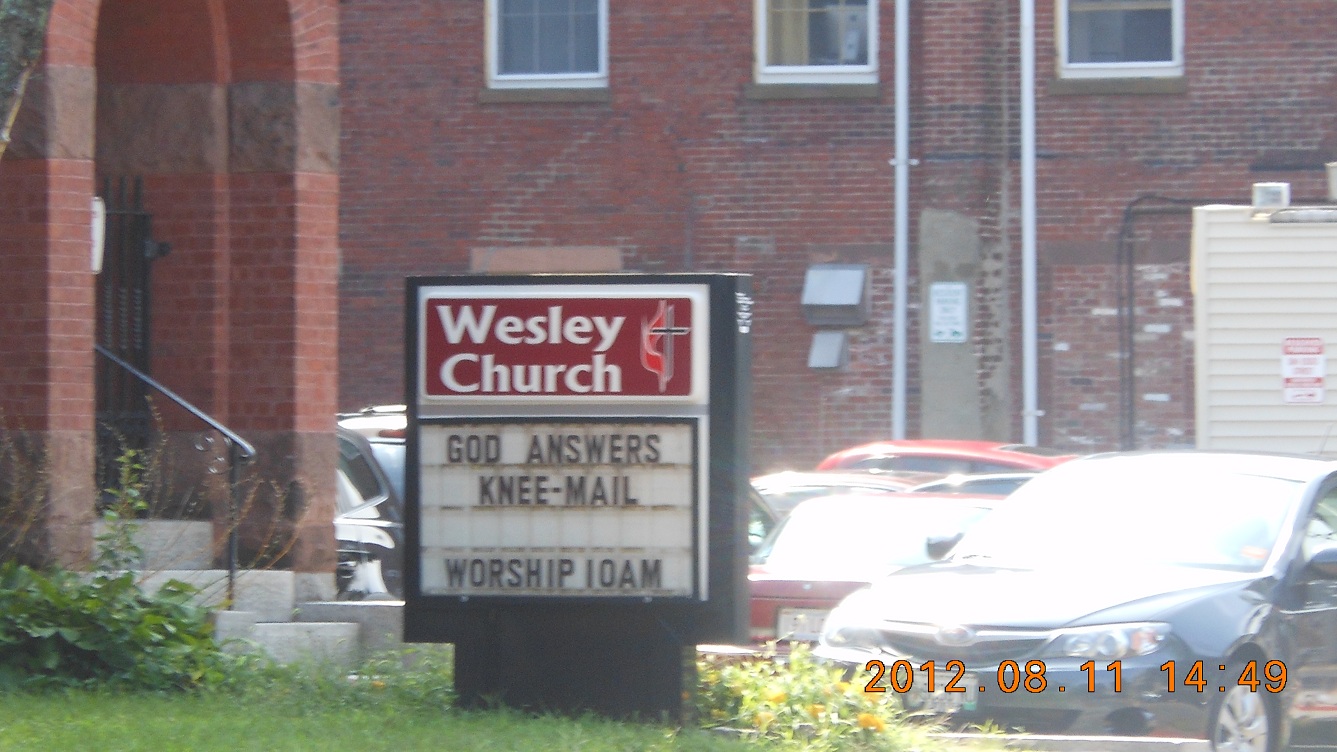 Wesley
Church
GOD ANSWERS
KNEE-MAIL
WORSHIP 10AM
2012.08.11 14:49